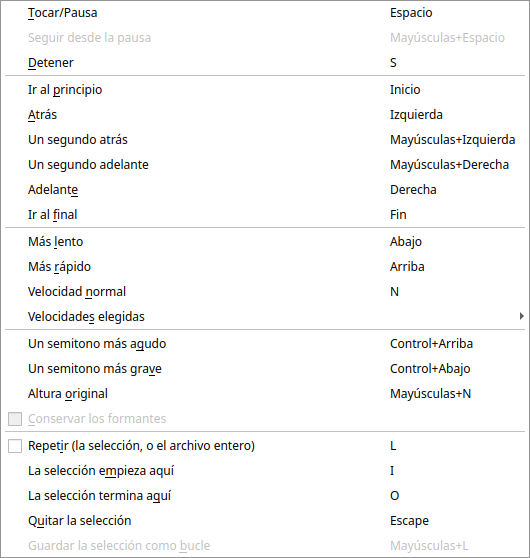 Tocar/Pausa Espacio
Seguir desde la pausa Mayúsculas+Espacio
Detener S
Ir al principio Inicio
Atrás Izquierda
Un segundo atrás Mayúsculas+Izquierda
Un segundo adelante Mayúsculas+Derecha
Adelante Derecha
Ir al final Fin
Más lento Abajo
Más rápido Arriba
Velocidad normal N
Velocidades elegidas
Un semitono más agudo Control+Arriba
Un semitono más grave Control+Abajo
Altura original Mayúsculas+N
Conservar los formantes
Repetir (la selección, o el archivo entero) L
La selección empieza aquí I
La selección termina aquí O
Quitar la selección Escape
Guardar la selección como bucle Mayúsculas+L